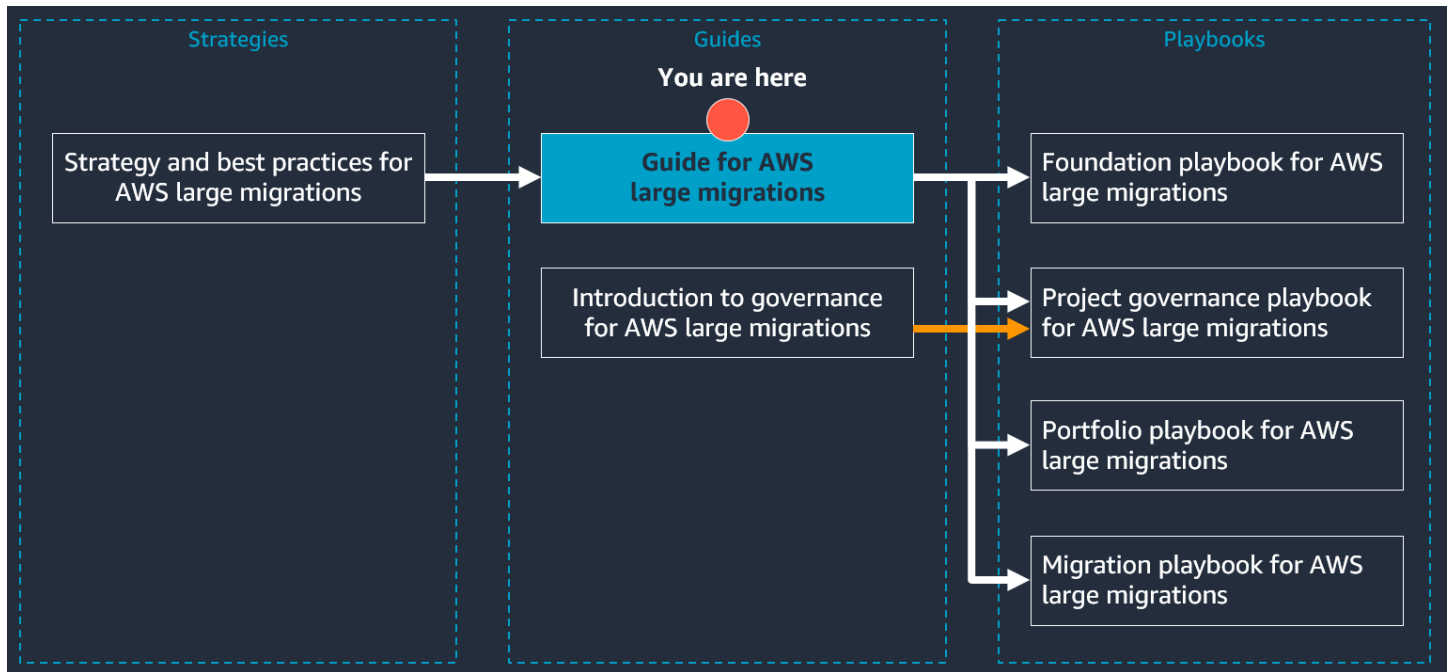 Strategies
Strategy and best practices for
AWS large migrations
Guides
You are here
Guide for AWS
large migrations
Introduction to governance
for AWS large migrations
Playbooks
Foundation playbook for AWS
large migrations
Project governance playbook
for AWS large migrations
Portfolio playbook for AWS
large migrations
Migration playbook for AWS
large migrations